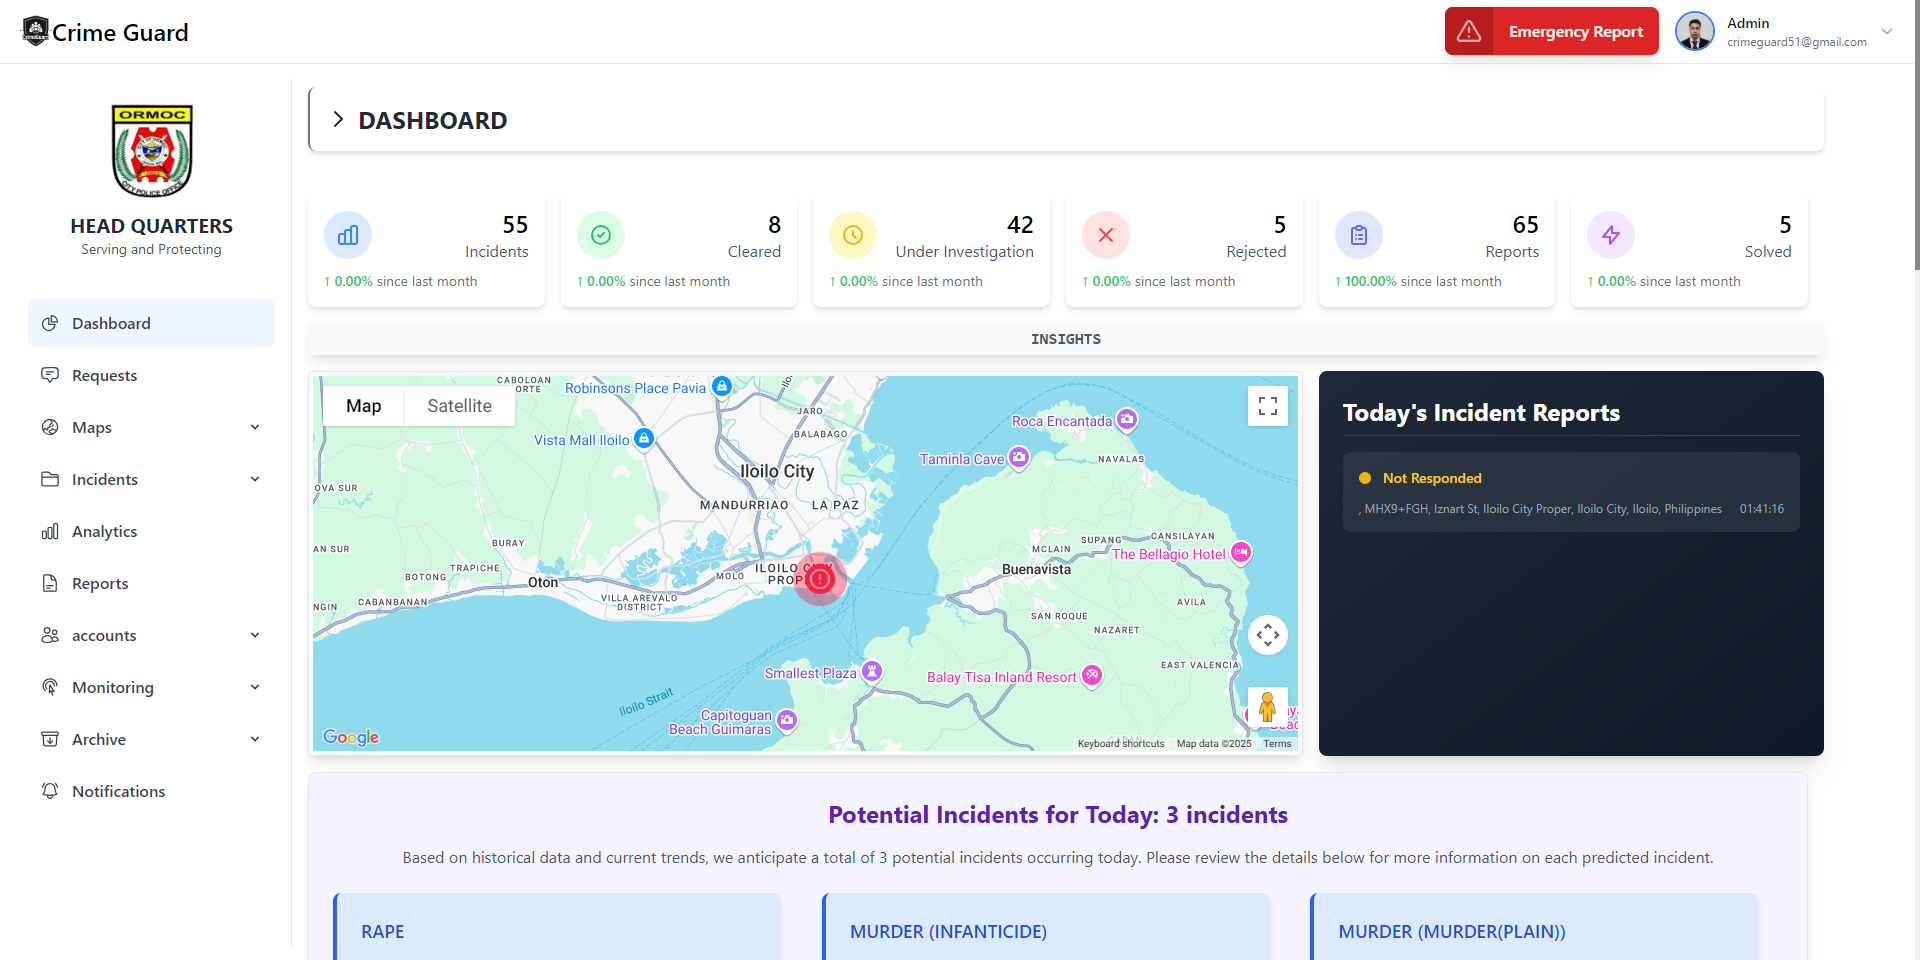 Crime Guard
Emergency Report
Admin
crimeguard51@gmail.com
ORMOC
CITY POLICE OFFICE
HEAD QUARTERS
Serving and Protecting
Dashboard
Requests
Maps
Incidents
Analytics
Reports
accounts
Monitoring
Archive
Notifications
DASHBOARD
55
Incidents
↑ 0.00% since last month
8
Cleared
↑ 0.00% since last month
42
Under Investigation
↑ 0.00% since last month
5
Rejected
↑ 0.00% since last month
65
Reports
↑ 100.00% since last month
5
Solved
↑ 0.00% since last month
INSIGHTS
Map
Satellite
CABOLOAN
ORTE
Robinsons Place Pavia
JARO
BALABAGO
Vista Mall Iloilo
Iloilo City
MANDURRIAO
LA PAZ
OVA SUR
Roca Encantada
Taminla Cave
NAVALAS
AN SUR
BURAY
TRAPICHE
BOTONG
Oton
CABANBANAN
NGIN
VILLA AREVALO
DISTRICT
MOLO
ILOILO CITY
PROP
SUPANG
CANSILAYAN
MCLAIN
The Bellagio Hotel
Buenavista
AVILA
SAN ROQUE
NAZARET
EAST VALENCIA
Smallest Plaza
Balay Tisa Inland Resort
Iloilo Strait
Capitoguan
Beach Guimaras
Google
Keyboard shortcuts
Map data ©2025
Terms
Today's Incident Reports
Not Responded
, MHX9+FGH, Iznart St, Iloilo City Proper, Iloilo City, Iloilo, Philippines
01:41:16
Potential Incidents for Today: 3 incidents
Based on historical data and current trends, we anticipate a total of 3 potential incidents occurring today. Please review the details below for more information on each predicted incident.
RAPE
MURDER (INFANTICIDE)
MURDER (MURDER(PLAIN))